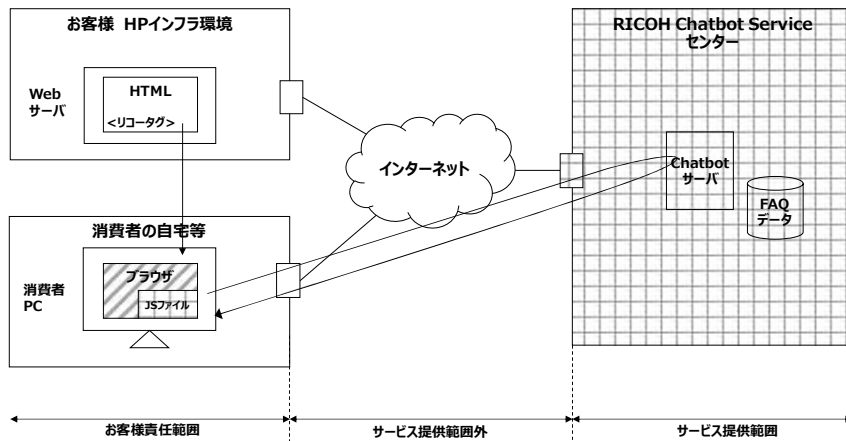 お客様 HPインフラ環境
Web
サーバ
HTML
<リコータグ>
RICOH Chatbot Service
センター
インターネット
Chatbot
サーバ
FAQ
データ
消費者の自宅等
消費者
PC
ブラウザ
JSファイル
お客様責任範囲
サービス提供範囲外
サービス提供範囲